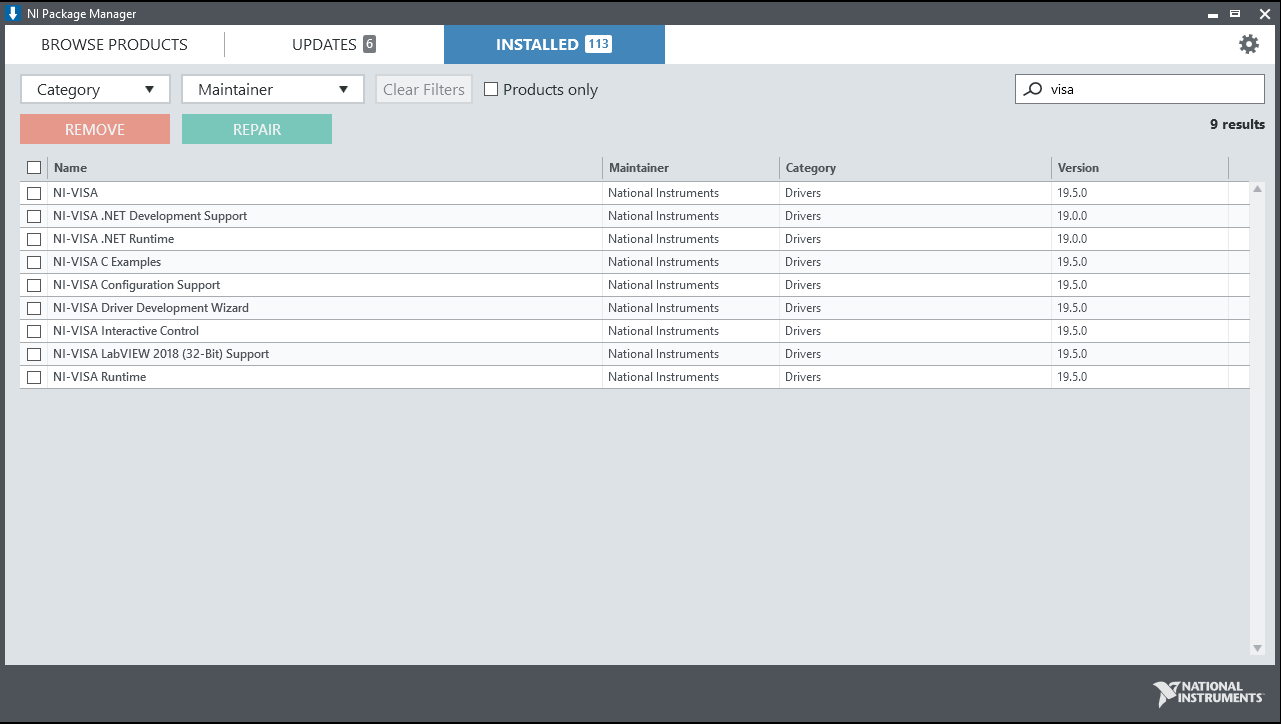 NI Package Manager
BROWSE PRODUCTS UPDATES 6 INSTALLED 113
Category Maintainer Clear Filters Products only visa
REMOVE REPAIR 9 results
Name Maintainer Category Version
NI-VISA National Instruments Drivers 19.5.0
NI-VISA .NET Development Support National Instruments Drivers 19.0.0
NI-VISA .NET Runtime National Instruments Drivers 19.0.0
NI-VISA C Examples National Instruments Drivers 19.5.0
NI-VISA Configuration Support National Instruments Drivers 19.5.0
NI-VISA Driver Development Wizard National Instruments Drivers 19.5.0
NI-VISA Interactive Control National Instruments Drivers 19.5.0
NI-VISA LabVIEW 2018 (32-Bit) Support National Instruments Drivers 19.5.0
NI-VISA Runtime National Instruments Drivers 19.5.0
NATIONAL
INSTRUMENTS